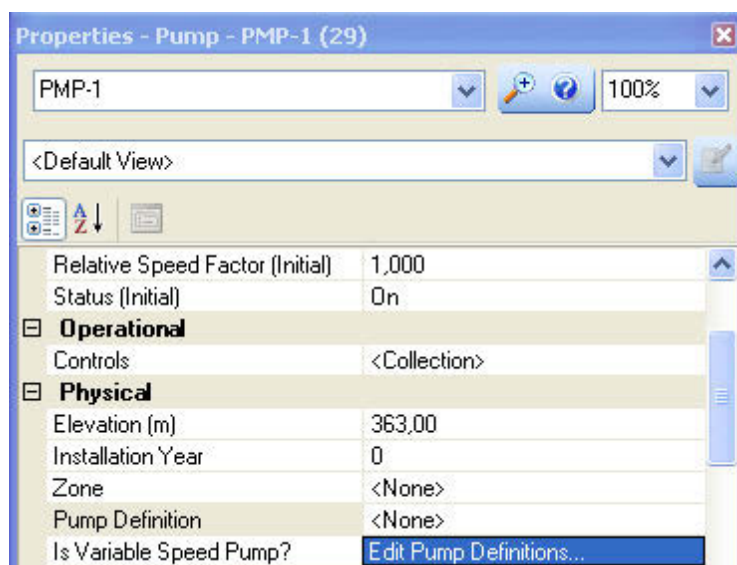 Properties - Pump - PMP-1 (29)
PMP-1 100%
<Default View>
A Z
Relative Speed Factor (Initial) 1,000
Status (Initial) On
Operational
Controls <Collection>
Physical
Elevation (m) 363,00
Installation Year 0
Zone <None>
Pump Definition <None>
Is Variable Speed Pump? Edit Pump Definitions...